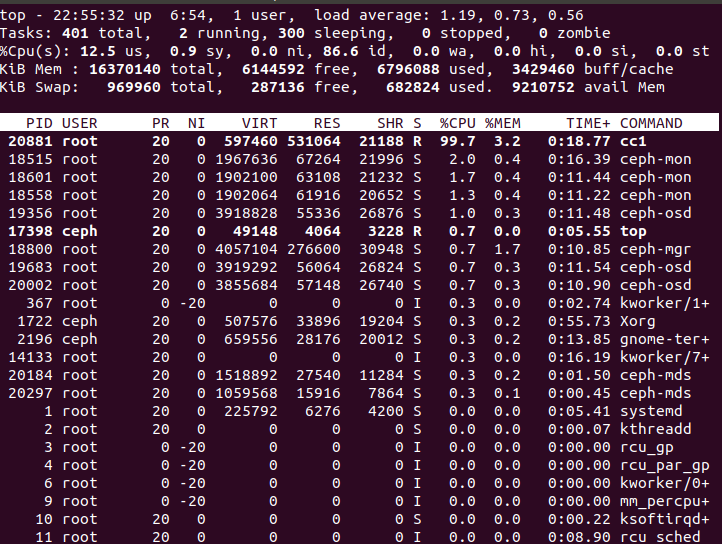 top - 22:55:32 up  6:54,  1 user,  load average: 1.19, 0.73, 0.56
Tasks: 401 total,   2 running, 300 sleeping,   0 stopped,   0 zombie
%Cpu(s): 12.5 us,  0.9 sy,  0.0 ni, 86.6 id,  0.0 wa,  0.0 hi,  0.0 si,  0.0 st
KiB Mem : 16370140 total,  6144592 free,  6796088 used,  3429460 buff/cache
KiB Swap:   969960 total,   287136 free,   682824 used.  9210752 avail Mem
  PID USER      PR  NI    VIRT    RES    SHR S  %CPU %MEM     TIME+ COMMAND
20881 root      20   0  597460 531064  21188 R  99.7  3.2   0:18.77 cc1
18515 root      20   0 1967636  67264  21996 S   2.0  0.4   0:16.39 ceph-mon
18601 root      20   0 1902100  63108  21232 S   1.7  0.4   0:11.44 ceph-mon
18558 root      20   0 1902064  61916  20652 S   1.3  0.4   0:11.22 ceph-mon
19356 root      20   0 3918828  55336  26876 S   1.0  0.3   0:11.48 ceph-osd
17398 ceph      20   0   49148   4064   3228 R   0.7  0.0   0:05.55 top
18800 root      20   0 4057104 276600  30948 S   0.7  1.7   0:10.85 ceph-mgr
19683 root      20   0 3919292  56064  26824 S   0.7  0.3   0:11.54 ceph-osd
20002 root      20   0 3855684  57148  26740 S   0.7  0.3   0:10.90 ceph-osd
  367 root       0 -20       0      0      0 I   0.3  0.0   0:02.74 kworker/1+
 1722 ceph      20   0  507576  33896  19204 S   0.3  0.2   0:55.73 Xorg
 2196 ceph      20   0  659556  28176  20012 S   0.3  0.2   0:13.85 gnome-ter+
14133 root      20   0       0      0      0 I   0.3  0.0   0:16.19 kworker/7+
20184 root      20   0 1518892  27540  11284 S   0.3  0.2   0:01.50 ceph-mds
20297 root      20   0 1059568  15916   7864 S   0.3  0.1   0:00.45 ceph-mds
    1 root      20   0  225792   6276   4200 S   0.0  0.0   0:05.41 systemd
    2 root      20   0       0      0      0 S   0.0  0.0   0:00.07 kthreadd
    3 root       0 -20       0      0      0 I   0.0  0.0   0:00.00 rcu_gp
    4 root       0 -20       0      0      0 I   0.0  0.0   0:00.00 rcu_par_gp
    6 root       0 -20       0      0      0 I   0.0  0.0   0:00.00 kworker/0+
    9 root       0 -20       0      0      0 I   0.0  0.0   0:00.00 mm_percpu+
   10 root      20   0       0      0      0 S   0.0  0.0   0:00.22 ksoftirqd+
   11 root      20   0       0      0      0 I   0.0  0.0   0:08.90 rcu_sched